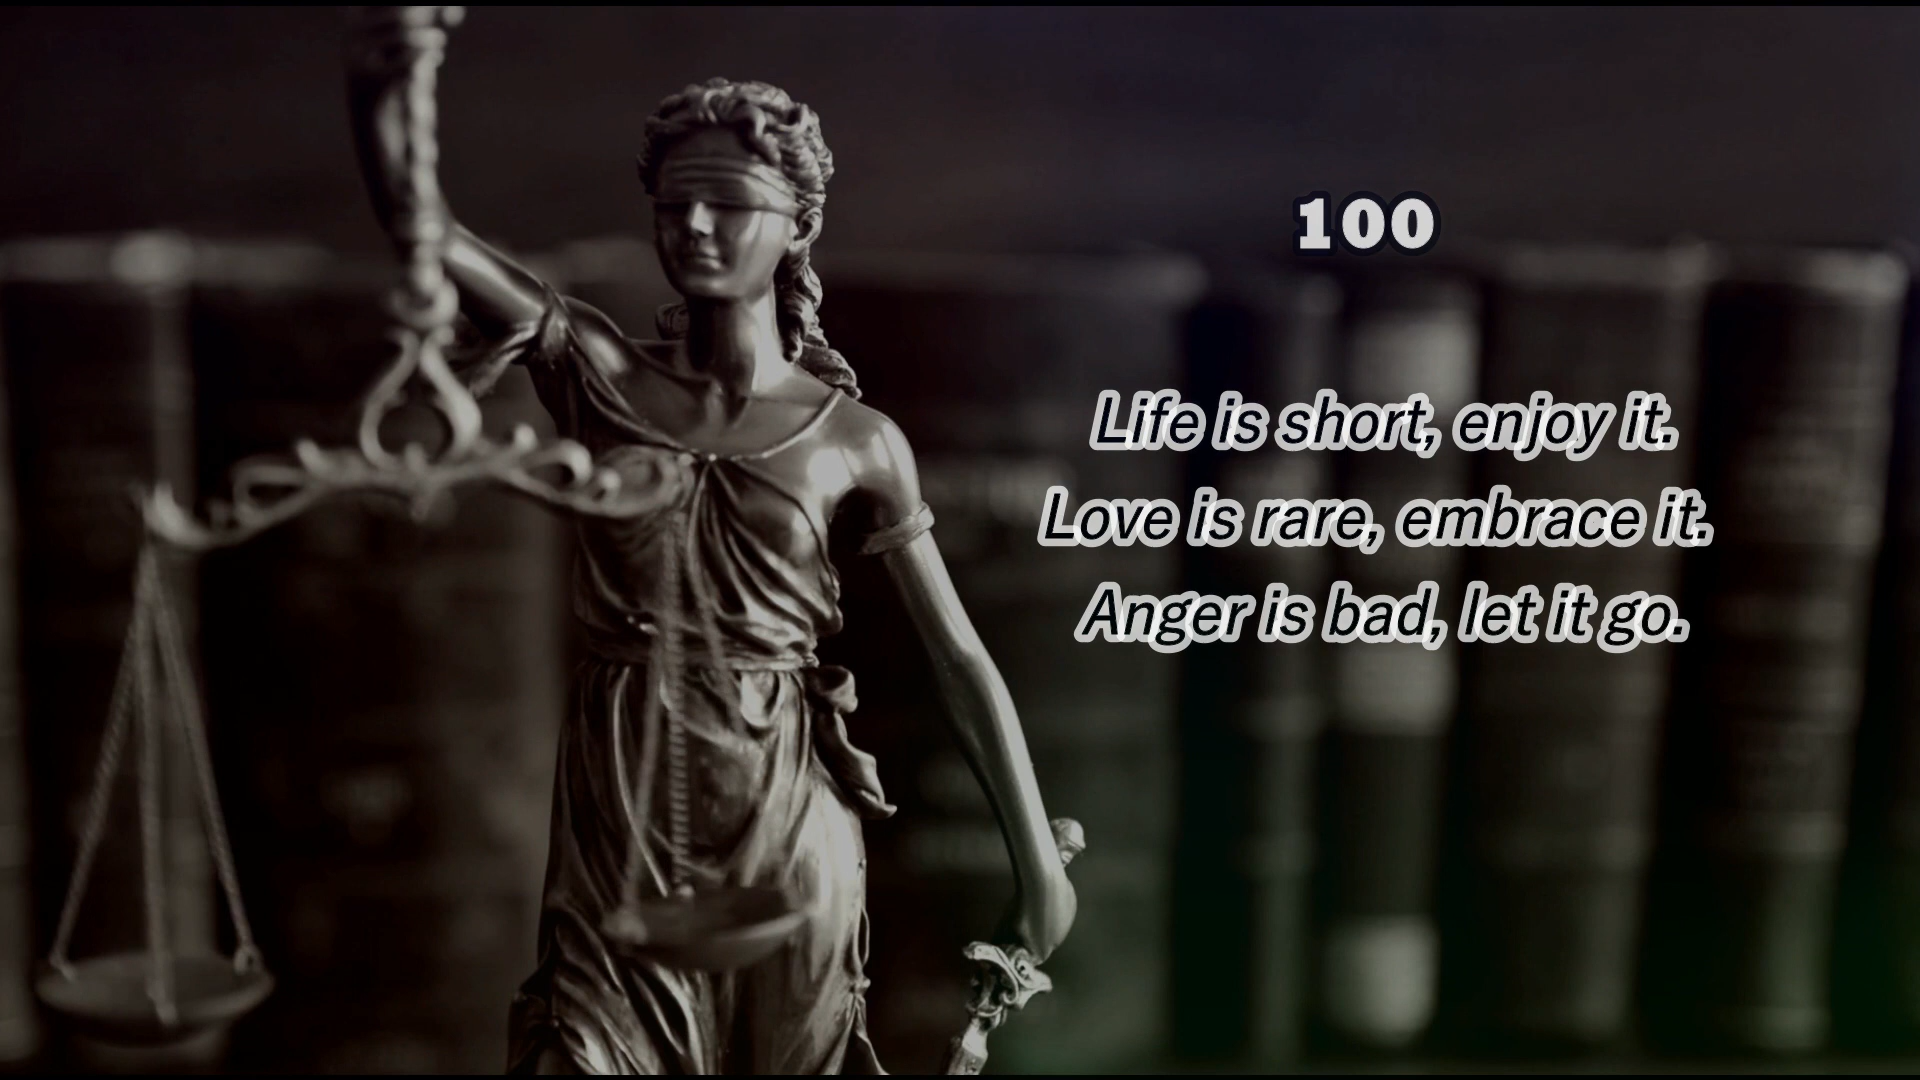 100
Life is short, enjoy it.
Love is rare, embrace it.
Anger is bad, let it go.